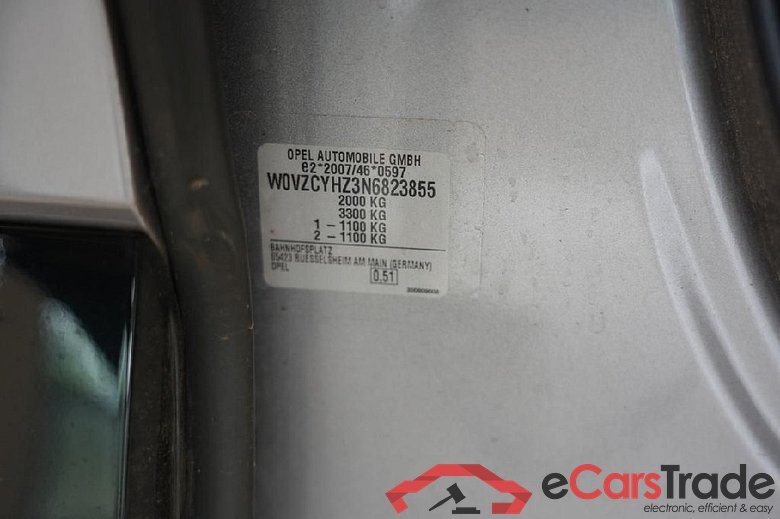 OPEL AUTOMOBILE GMBH
e2*2007/46*0597
W0VZCYHZ3N6823855
2000 KG
3300 KG
1 - 1100 KG
2 - 1100 KG
BAHNHOFSPLATZ
65423 RUESSELSHEIM AM MAIN (GERMANY)
OPEL
0.51
eCarsTrade
electronic, efficient & easy